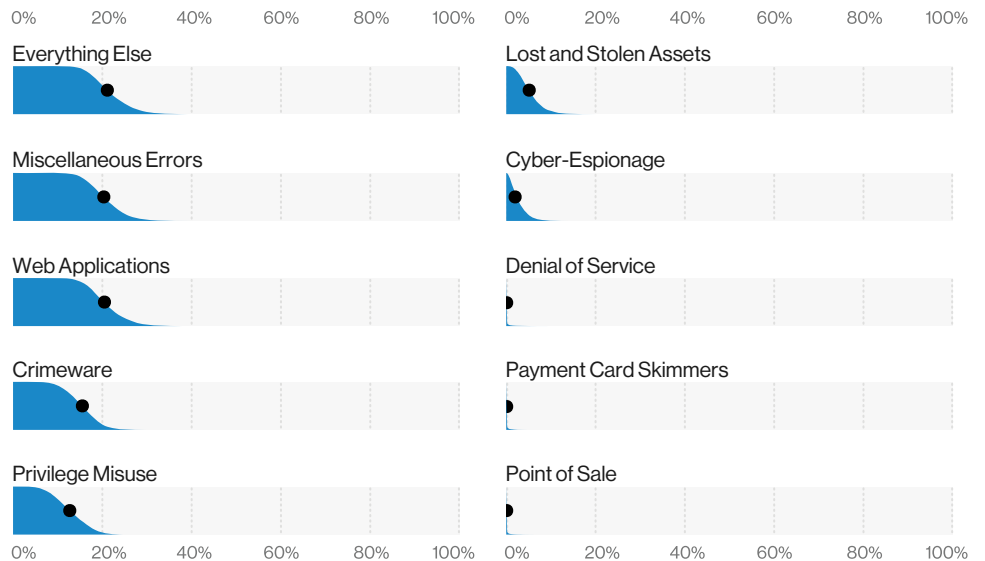 0% 20% 40% 60% 80% 100%
Everything Else
Miscellaneous Errors
Web Applications
Crimeware
Privilege Misuse
0% 20% 40% 60% 80% 100%
0% 20% 40% 60% 80% 100%
Lost and Stolen Assets
Cyber-Espionage
Denial of Service
Payment Card Skimmers
Point of Sale
0% 20% 40% 60% 80% 100%